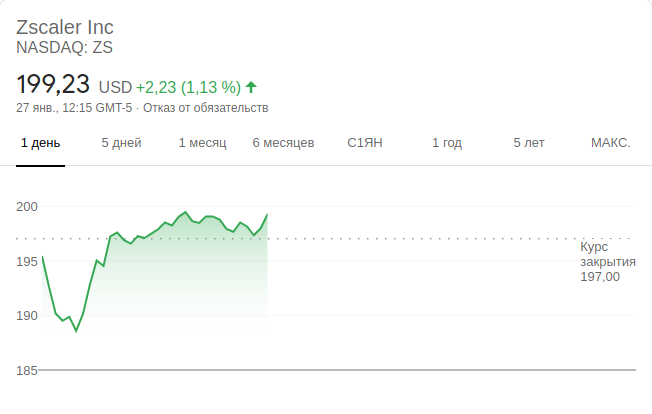 Zscaler Inc
NASDAQ: ZS
199,23 USD +2,23 (1,13 %)
27 янв., 12:15 GMT-5 · Отказ от обязательств
1 день 5 дней 1 месяц 6 месяцев С1ЯН 1 год 5 лет МАКС.
200
Курс
закрытия
197,00
195
190
185